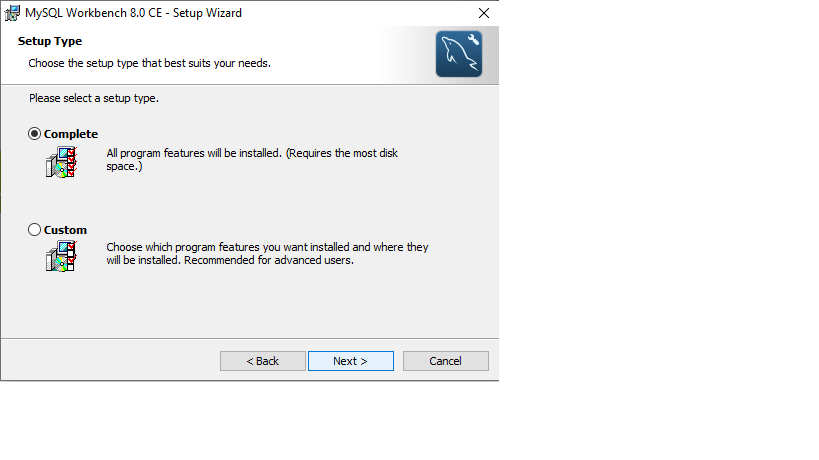 MySQL Workbench 8.0 CE - Setup Wizard
Setup Type
Choose the setup type that best suits your needs.
Please select a setup type.
Complete
All program features will be installed. (Requires the most disk
space.)
Custom
Choose which program features you want installed and where they
will be installed. Recommended for advanced users.
< Back
Next >
Cancel